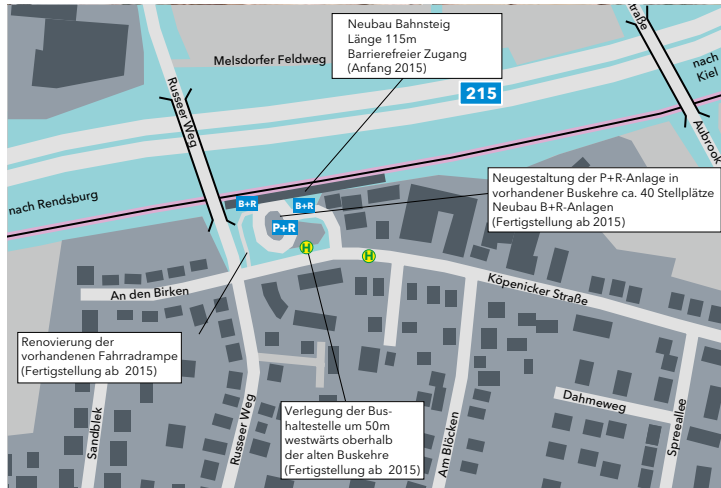 Neubau Bahnsteig
Länge 115m
Barrierefreier Zugang
(Anfang 2015)
Melsdorfer Feldweg
Straße
nach
Kiel
Russeer Weg
215
Aubrook
nach Rendsburg
B+R
B+R
P+R
Neugestaltung der P+R-Anlage in
vorhandener Buskehre ca. 40 Stellplätze
Neubau B+R-Anlagen
(Fertigstellung ab 2015)
H
H
An den Birken
Köpenicker Straße
Renovierung der
vorhandenen Fahrradrampe
(Fertigstellung ab 2015)
Verlegung der Bus-
haltestelle um 50m
westwärts oberhalb
der alten Buskehre
(Fertigstellung ab 2015)
Sandblek
Russeer Weg
Am Blöcken
Dahmeweg
Spreeallee